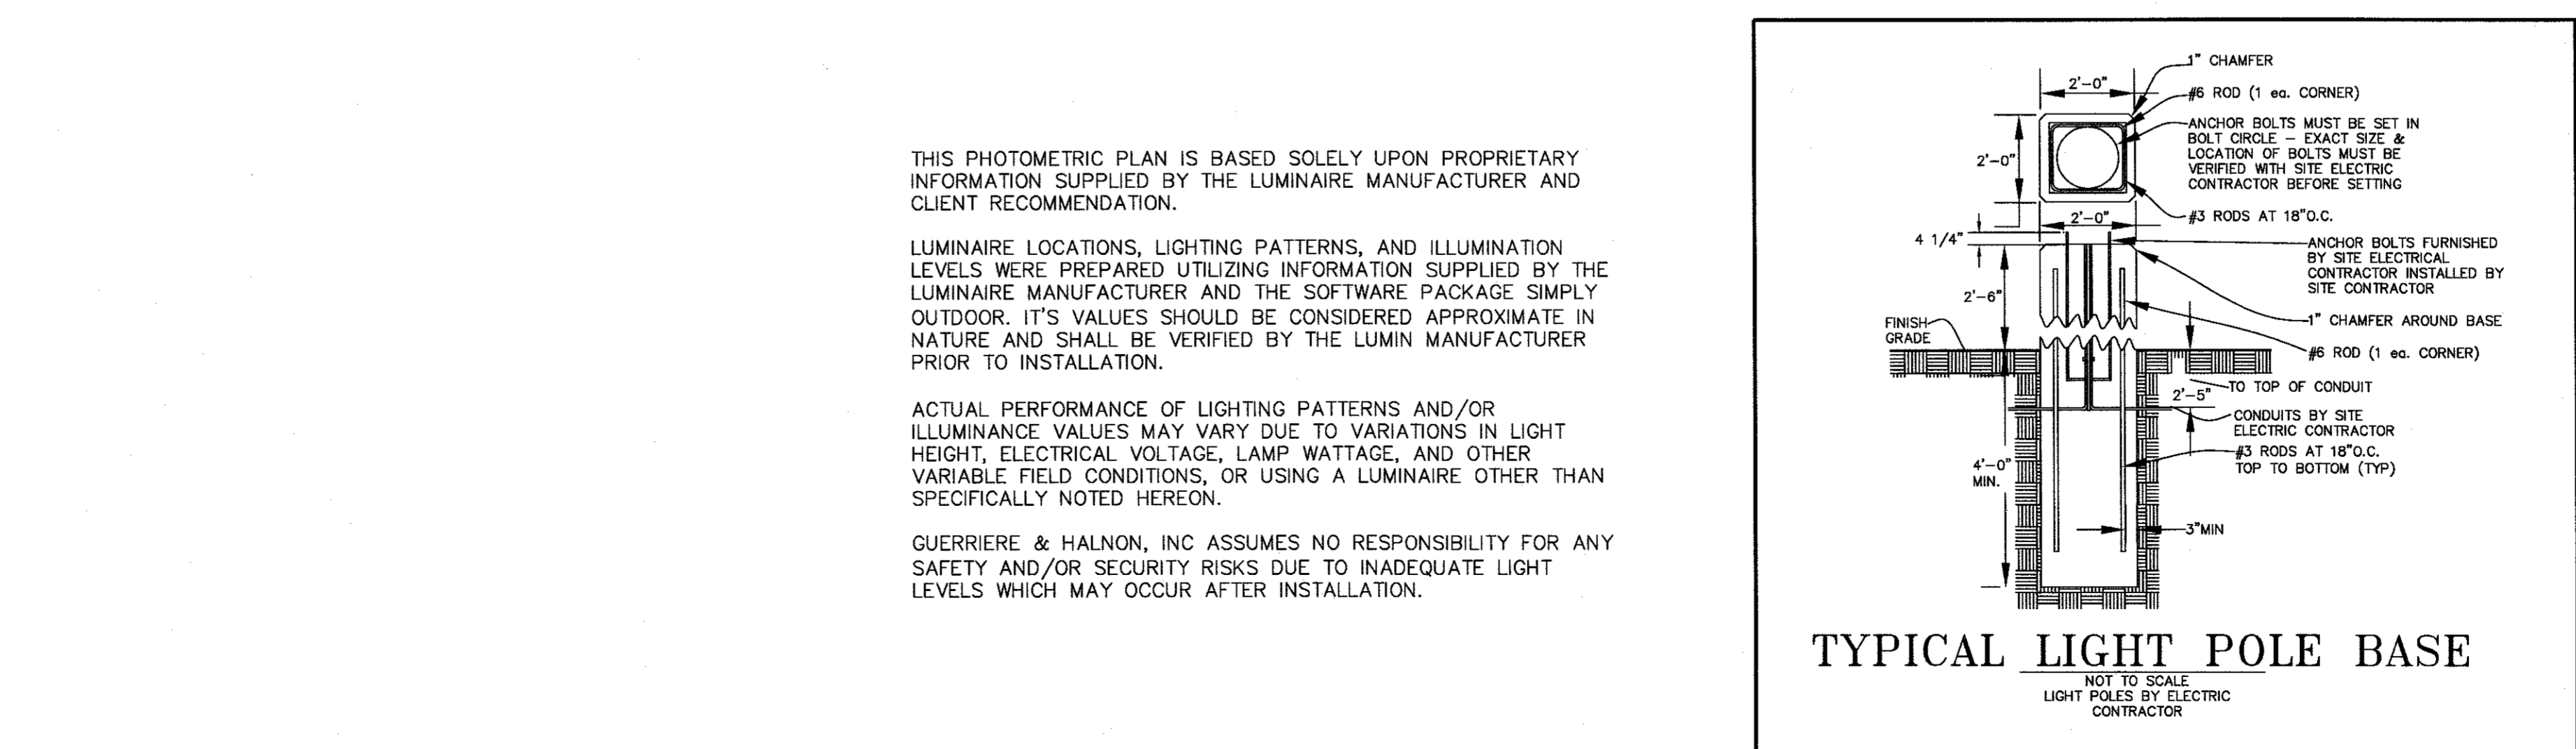 THIS PHOTOMETRIC PLAN IS BASED SOLELY UPON PROPRIETARY
INFORMATION SUPPLIED BY THE LUMINAIRE MANUFACTURER AND
CLIENT RECOMMENDATION.
LUMINAIRE LOCATIONS, LIGHTING PATTERNS, AND ILLUMINATION
LEVELS WERE PREPARED UTILIZING INFORMATION SUPPLIED BY THE
LUMINAIRE MANUFACTURER AND THE SOFTWARE PACKAGE SIMPLY
OUTDOOR. IT'S VALUES SHOULD BE CONSIDERED APPROXIMATE IN
NATURE AND SHALL BE VERIFIED BY THE LUMIN MANUFACTURER
PRIOR TO INSTALLATION.
ACTUAL PERFORMANCE OF LIGHTING PATTERNS AND/OR
ILLUMINANCE VALUES MAY VARY DUE TO VARIATIONS IN LIGHT
HEIGHT, ELECTRICAL VOLTAGE, LAMP WATTAGE, AND OTHER
VARIABLE FIELD CONDITIONS, OR USING A LUMINAIRE OTHER THAN
SPECIFICALLY NOTED HEREON.
GUERRIERE & HALNON, INC ASSUMES NO RESPONSIBILITY FOR ANY
SAFETY AND/OR SECURITY RISKS DUE TO INADEQUATE LIGHT
LEVELS WHICH MAY OCCUR AFTER INSTALLATION.
1" CHAMFER
2'-0"
#6 ROD (1 ea. CORNER)
ANCHOR BOLTS MUST BE SET IN
BOLT CIRCLE - EXACT SIZE &
LOCATION OF BOLTS MUST BE
VERIFIED WITH SITE ELECTRIC
CONTRACTOR BEFORE SETTING
2'-0"
#3 RODS AT 18"O.C.
2'-0"
4 1/4"
ANCHOR BOLTS FURNISHED
BY SITE ELECTRICAL
CONTRACTOR INSTALLED BY
SITE CONTRACTOR
2'-6"
1" CHAMFER AROUND BASE
FINISH
GRADE
#6 ROD (1 ea. CORNER)
TO TOP OF CONDUIT
2'-5"
CONDUITS BY SITE
ELECTRIC CONTRACTOR
#3 RODS AT 18"O.C.
TOP TO BOTTOM (TYP)
4'-0"
MIN.
3"MIN
TYPICAL LIGHT POLE BASE
NOT TO SCALE
LIGHT POLES BY ELECTRIC
CONTRACTOR